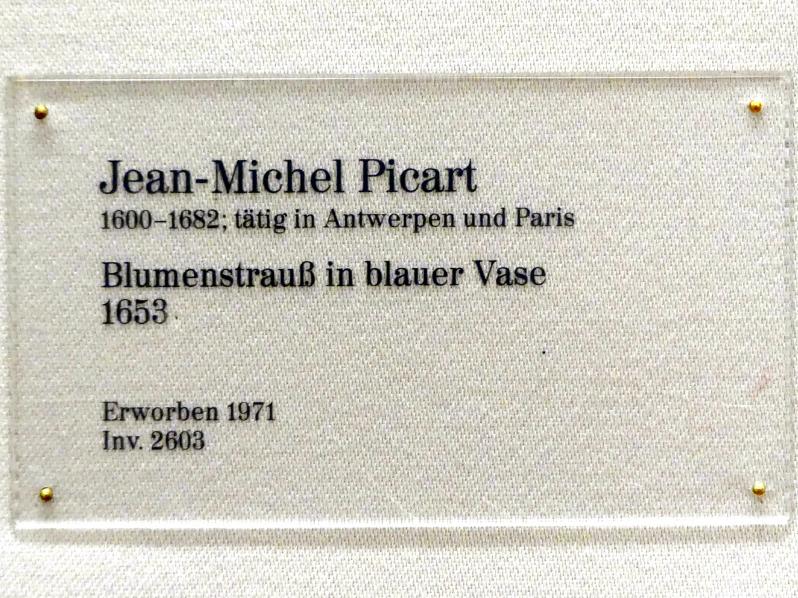 Jean-Michel Picart
1600–1682; tätig in Antwerpen und Paris
Blumenstrauß in blauer Vase
1653
Erworben 1971
Inv. 2603